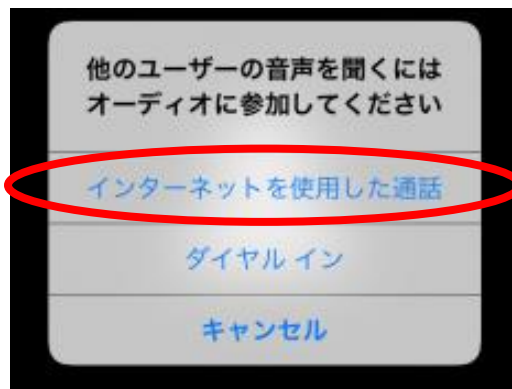 他のユーザーの音声を聞くには
オーディオに参加してください
インターネットを使用した通話
ダイヤル イン
キャンセル